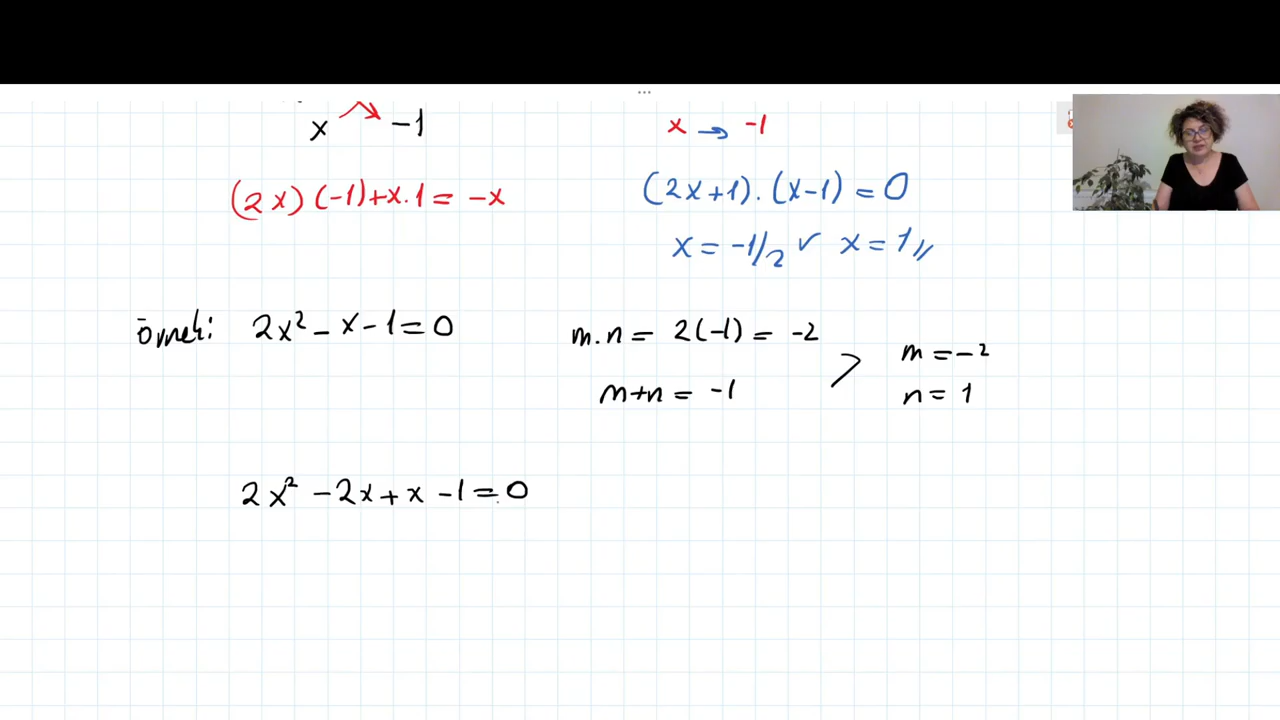 x → -1
x → -1
(2x)(-1)+x.1 = -x
(2x+1).(x-1) = 0
x = -1/2 ∨ x = 1//
örnek: 2x² - x - 1 = 0
m.n = 2(-1) = -2
m+n = -1
m = -2
n = 1
2x² - 2x + x - 1 = 0